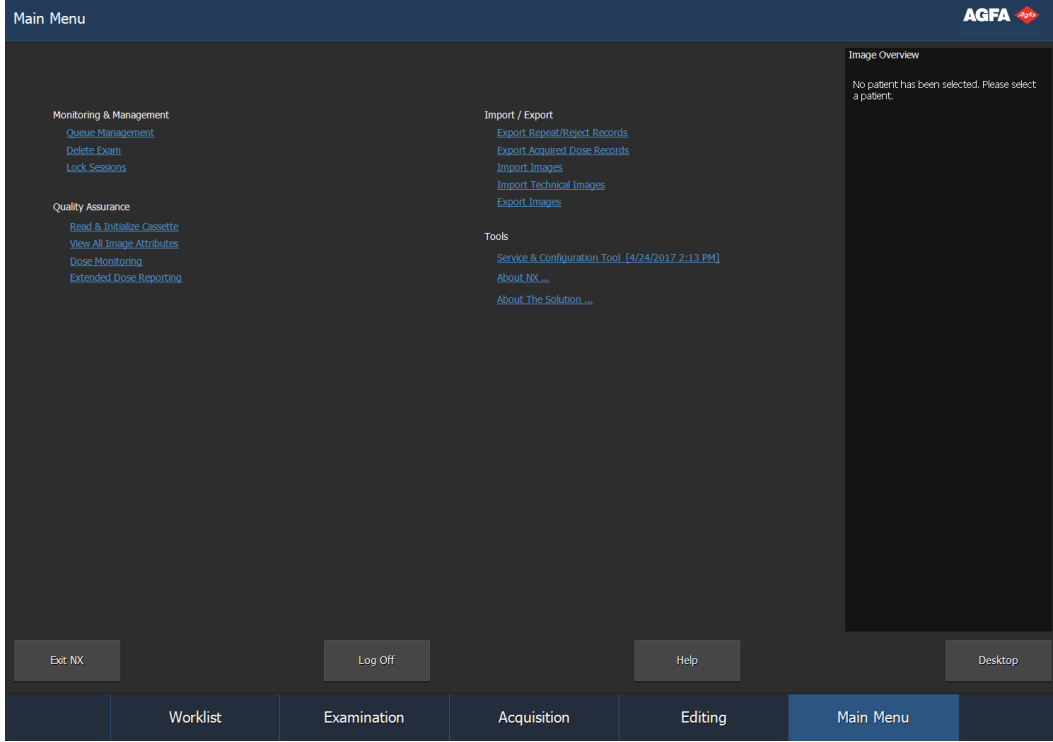 Main Menu
AGFA
Agfa
Image Overview
No patient has been selected. Please select
a patient.
Monitoring & Management
Queue Management
Delete Exam
Lock Sessions
Quality Assurance
Read & Initialize Cassette
View All Image Attributes
Dose Monitoring
Extended Dose Reporting
Import / Export
Export Repeat/Reject Records
Export Acquired Dose Records
Import Images
Import Technical Images
Export Images
Tools
Service & Configuration Tool  [4/24/2017 2:13 PM]
About NX ...
About The Solution ...
Exit NX
Log Off
Help
Desktop
Worklist
Examination
Acquisition
Editing
Main Menu